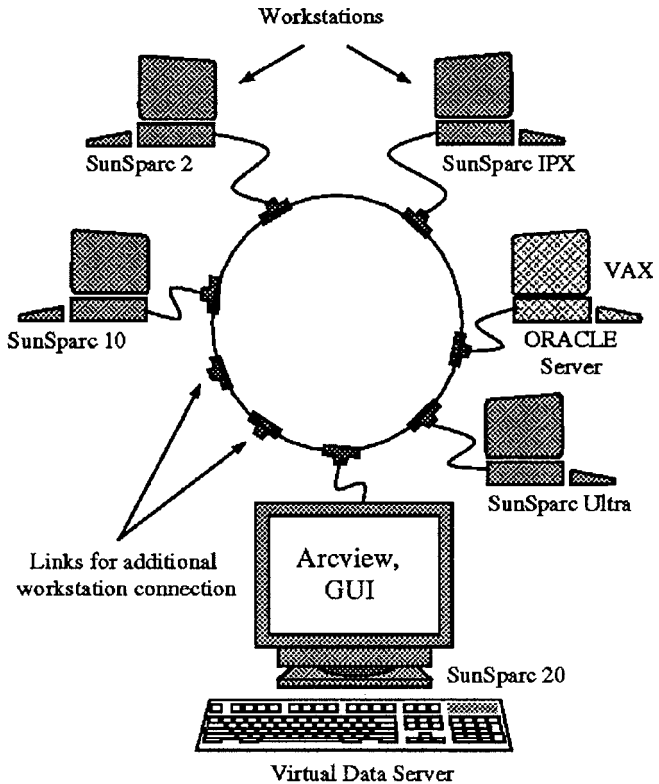 Workstations
SunSparc 2
SunSparc IPX
VAX
SunSparc 10
ORACLE
Server
SunSparc Ultra
Links for additional
workstation connection
Arcview,
GUI
SunSparc 20
Virtual Data Server